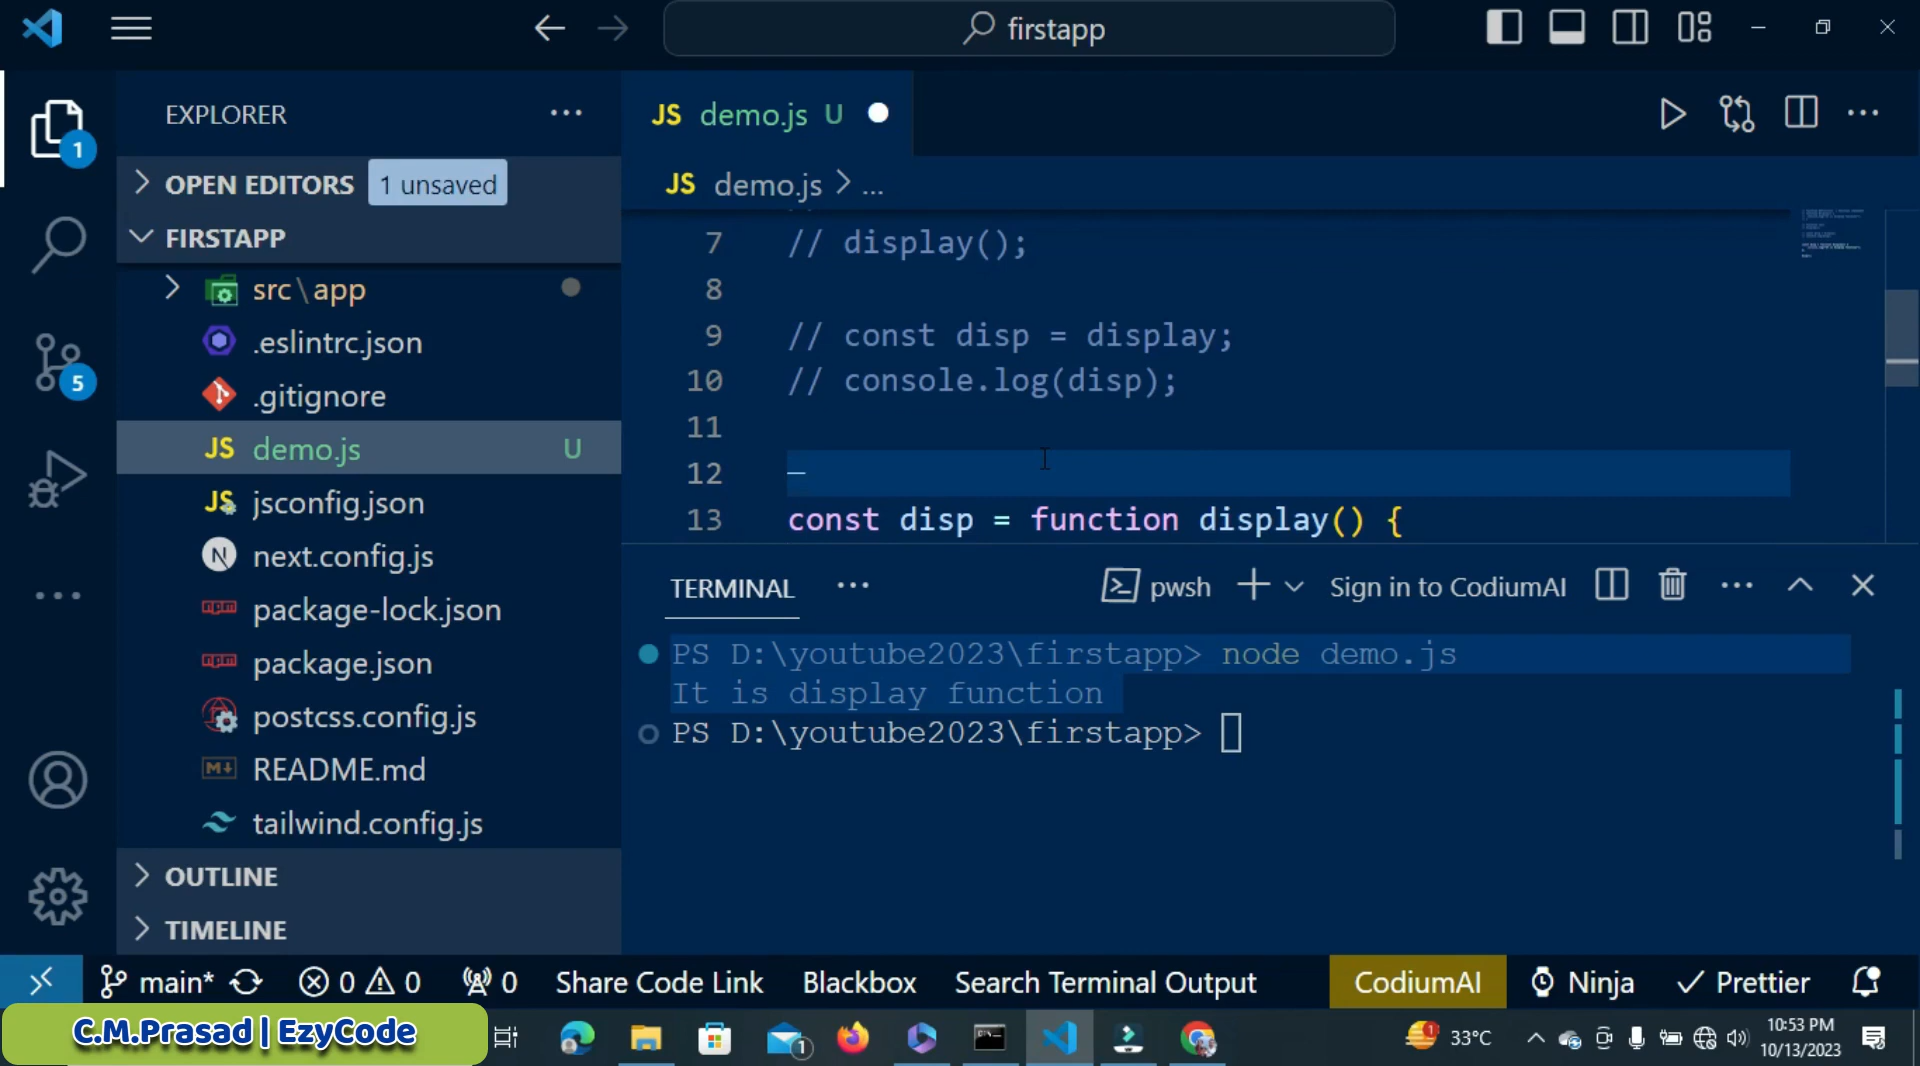 firstapp
EXPLORER
JS demo.js U
1
OPEN EDITORS 1 unsaved
JS demo.js > ...
FIRSTAPP
7 // display();
src\app
8
.eslintrc.json
9 // const disp = display;
5
.gitignore
10 // console.log(disp);
JS demo.js U
11
12
JS jsconfig.json
13 const disp = function display() {
N next.config.js
TERMINAL ... pwsh Sign in to CodiumAI
package-lock.json
package.json
PS D:\youtube2023\firstapp> node demo.js
It is display function
postcss.config.js
PS D:\youtube2023\firstapp>
README.md
tailwind.config.js
OUTLINE
TIMELINE
main* 0 0 0 Share Code Link Blackbox Search Terminal Output CodiumAI Ninja Prettier
C.M.Prasad | EzyCode
1
1
33°C
10:53 PM
10/13/2023